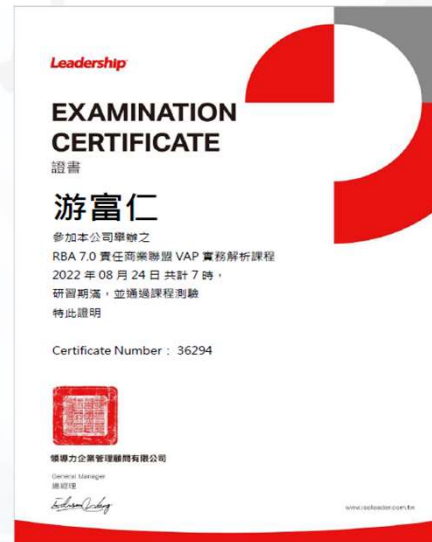 Leadership
EXAMINATION
CERTIFICATE
證書
游富仁
參加本公司舉辦之
RBA 7.0 責任商業聯盟 VAP 實務解析課程
2022 年 08 月 24 日 共計 7 時，
研習期滿，並通過課程測驗
特此證明
Certificate Number： 36294
領導力企業管理顧問有限公司
General Manager
總經理
www.isoleader.com.tw